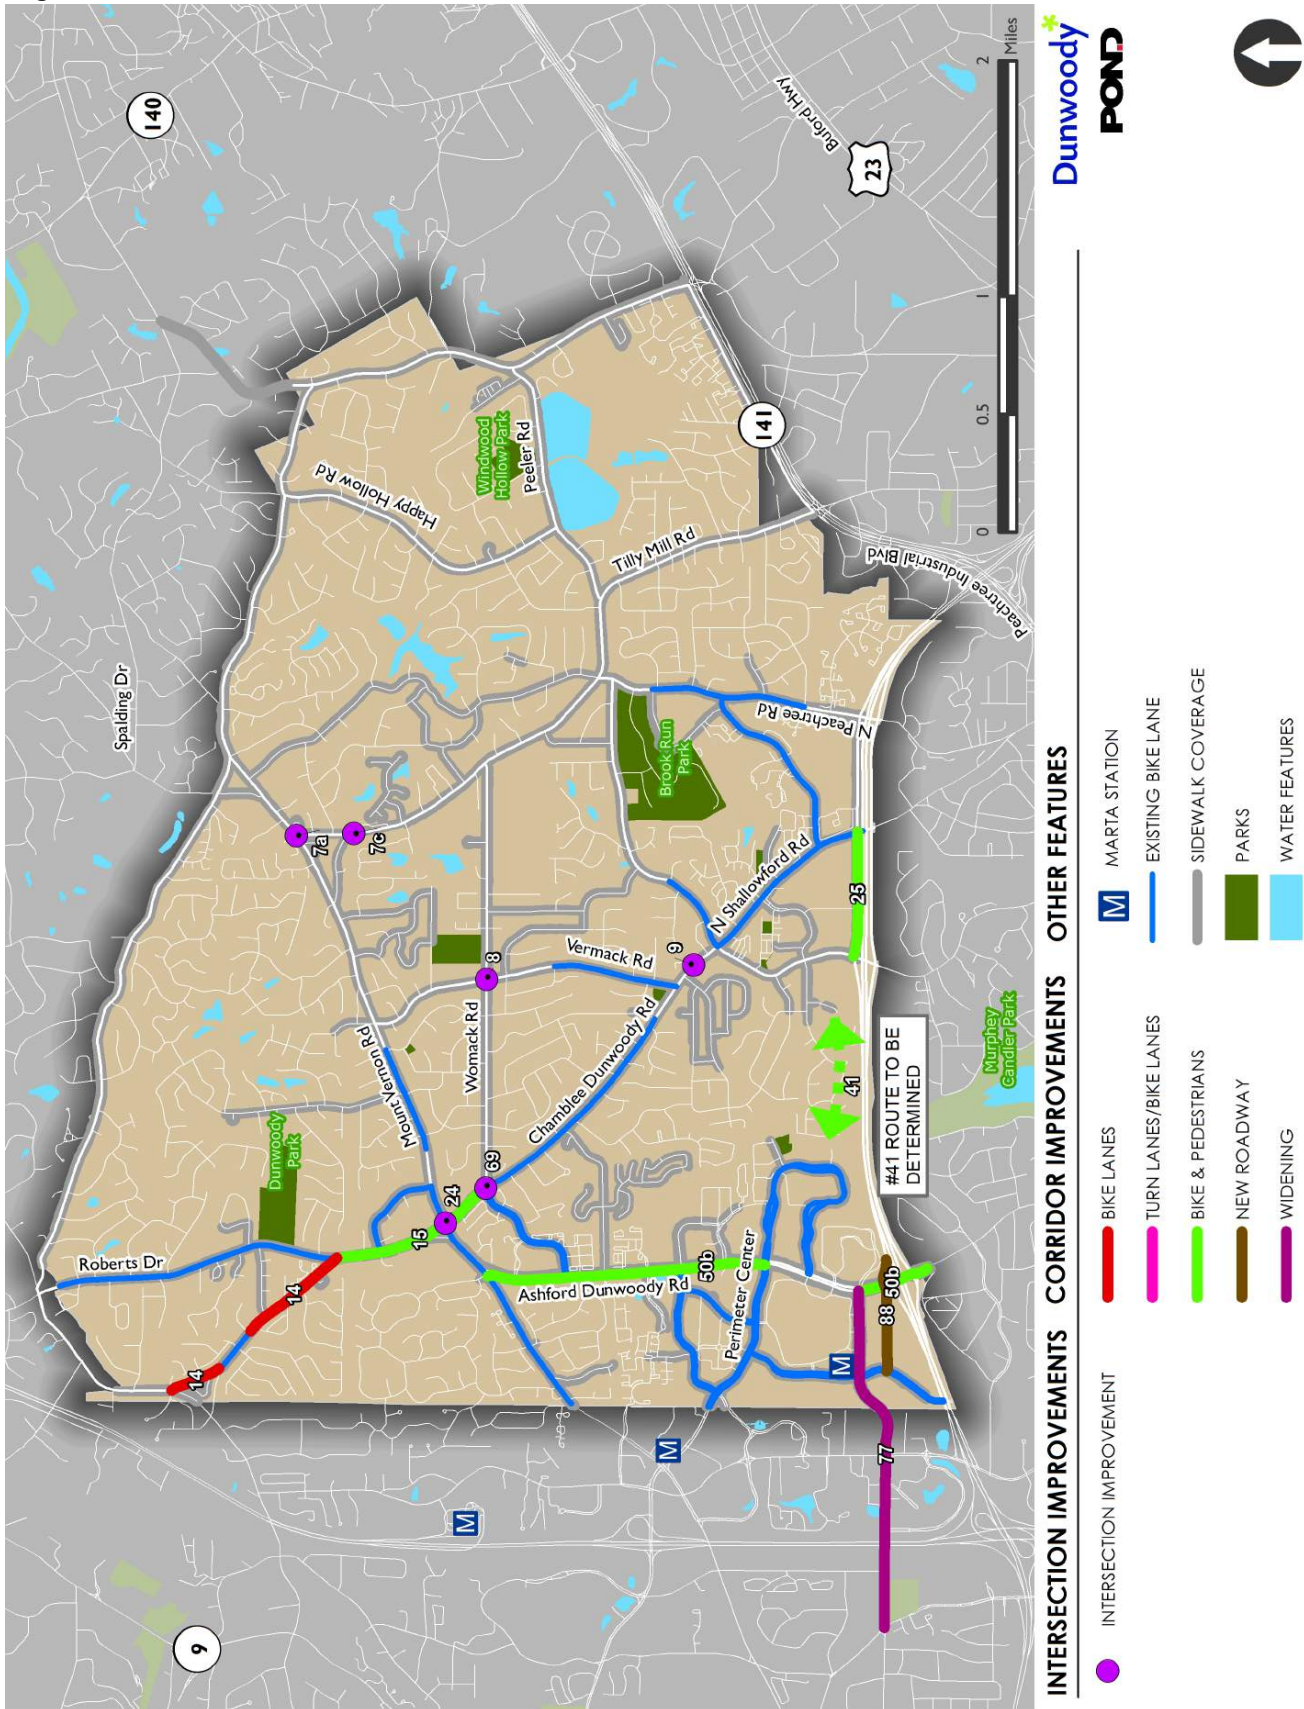 140
Spalding Dr
Buford Hwy
23
Windwood
Hollow Park
Peeler Rd
Happy Hollow Rd
Tilly Mill Rd
141
Peachtree Industrial Blvd
7a
7c
Brook Run
Park
N Peachtree Rd
N Shallowford Rd
8
Vermack Rd
9
25
Womack Rd
Mount Vernon Rd
Chamblee Dunwoody Rd
41
#41 ROUTE TO BE
DETERMINED
Murphey
Candler Park
Dunwoody
Park
Roberts Dr
14
14
15
24
69
50b
Ashford Dunwoody Rd
Perimeter Center
50b
88
77
M
M
M
9
0
0.5
1
2
Miles
Dunwoody
POND
INTERSECTION IMPROVEMENTS
INTERSECTION IMPROVEMENT
CORRIDOR IMPROVEMENTS
BIKE LANES
TURN LANES/BIKE LANES
BIKE & PEDESTRIANS
NEW ROADWAY
WIDENING
OTHER FEATURES
M MARTA STATION
EXISTING BIKE LANE
SIDEWALK COVERAGE
PARKS
WATER FEATURES